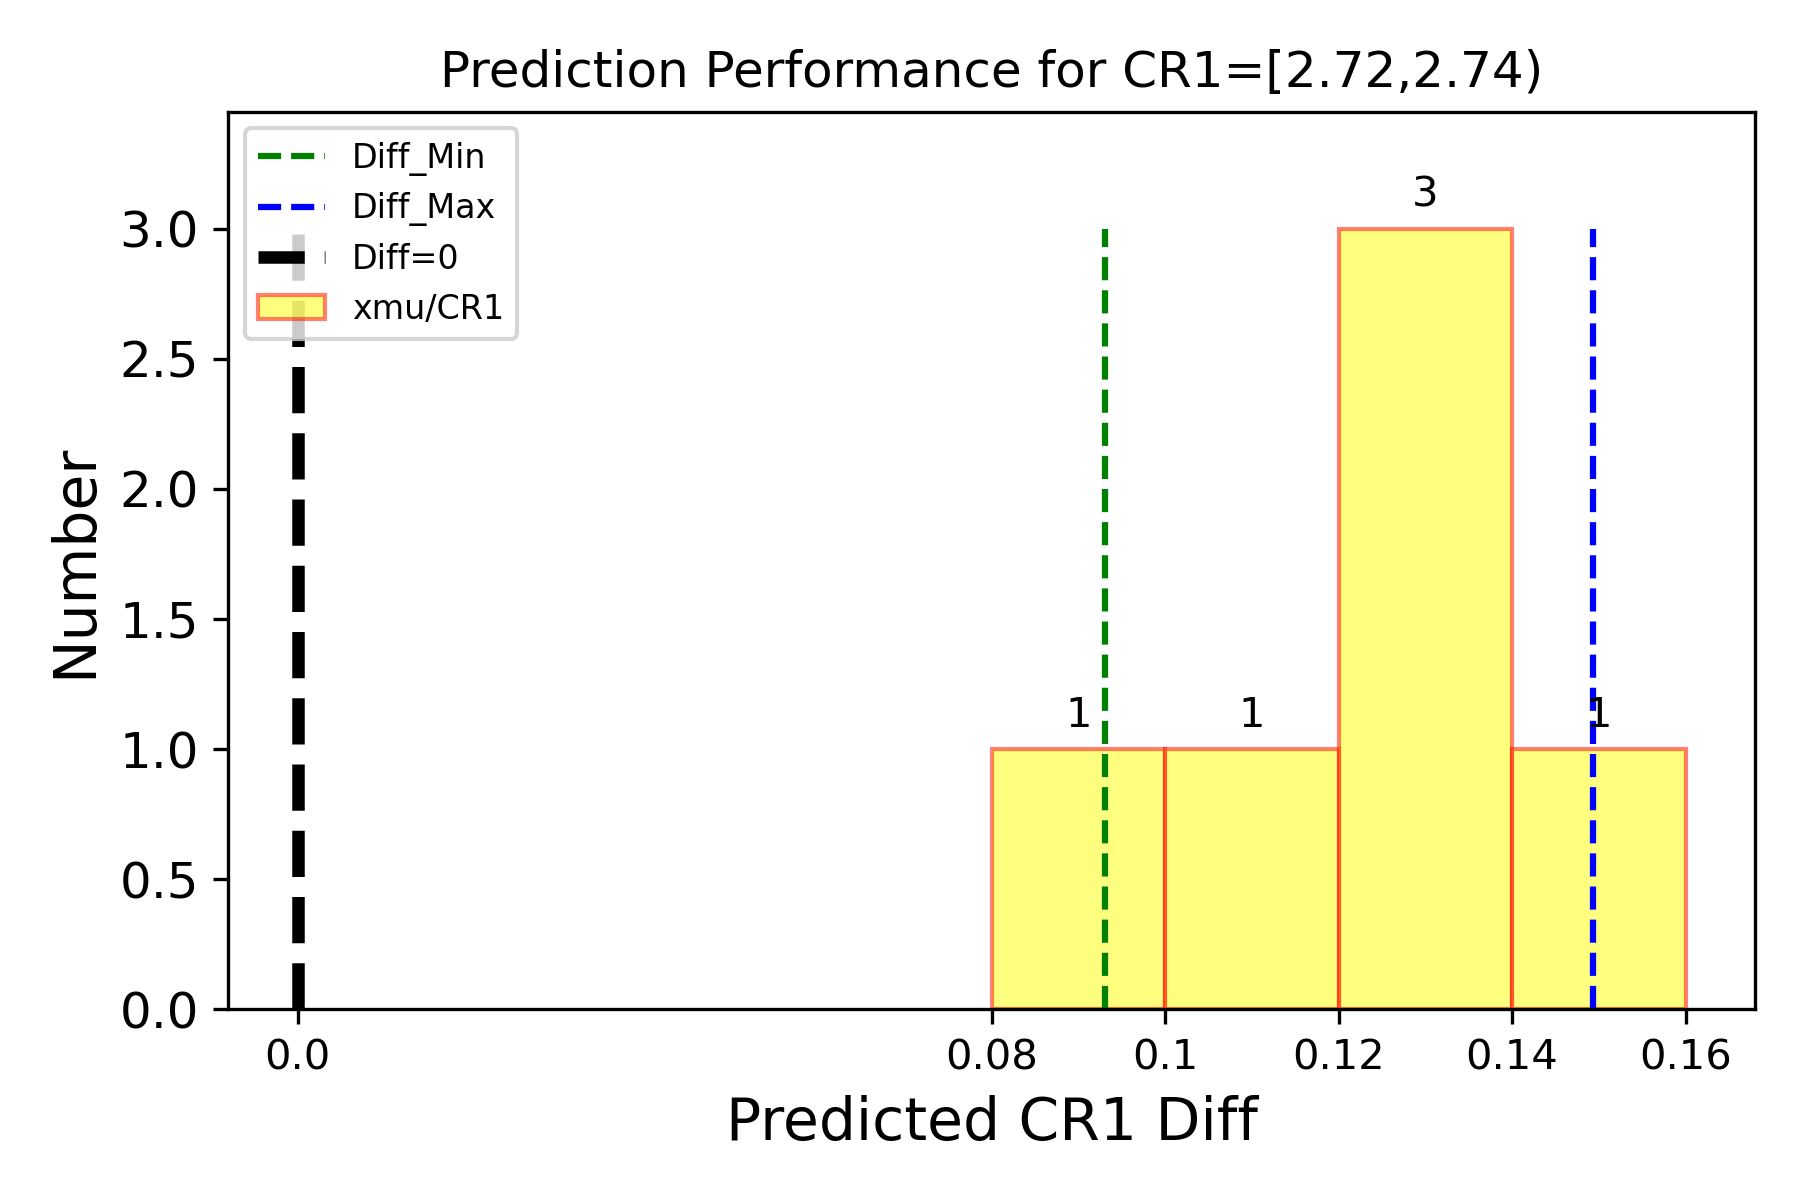 Prediction Performance for CR1=[2.72,2.74)
Diff_Min
Diff_Max
Diff=0
xmu/CR1
3
1
1
1
3.0
2.5
2.0
1.5
1.0
0.5
0.0
Number
0.0
0.08
0.1
0.12
0.14
0.16
Predicted CR1 Diff